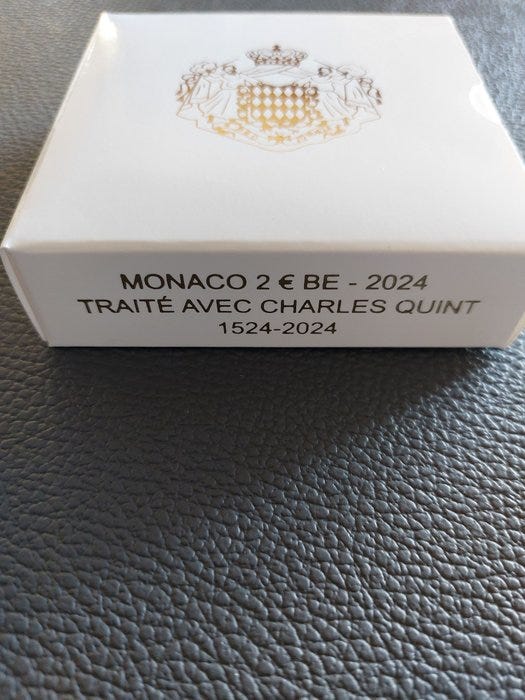 MONACO 2 € BE - 2024
TRAITÉ AVEC CHARLES QUINT
1524-2024